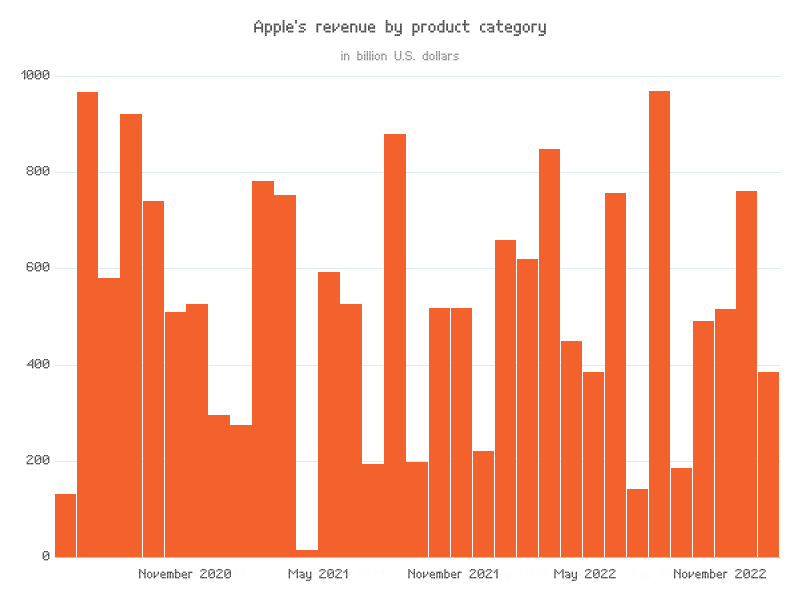 Apple's revenue by product category
in billion U.S. dollars
1000
800
600
400
200
0
November 2020 May 2021 November 2021 May 2022 November 2022